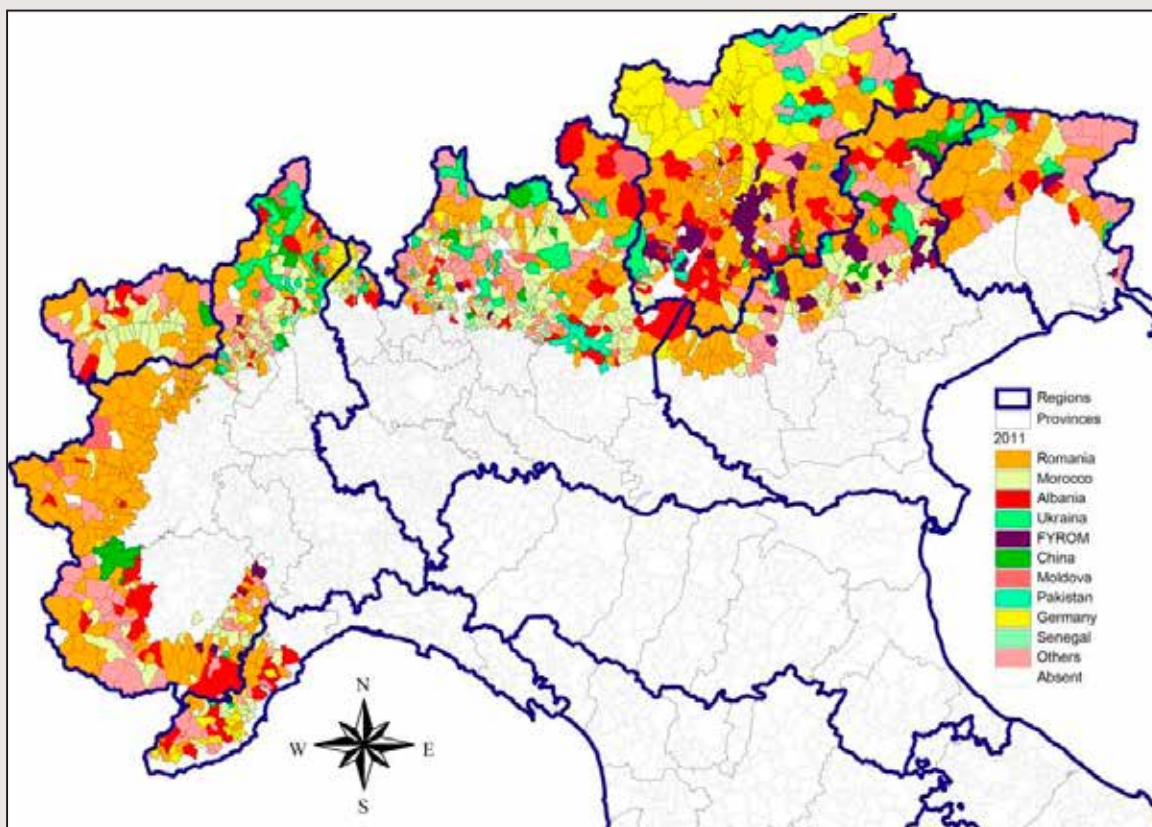 N
W E
S
Regions
Provinces
2011
Romania
Morocco
Albania
Ukraina
FYROM
China
Moldova
Pakistan
Germany
Senegal
Others
Absent